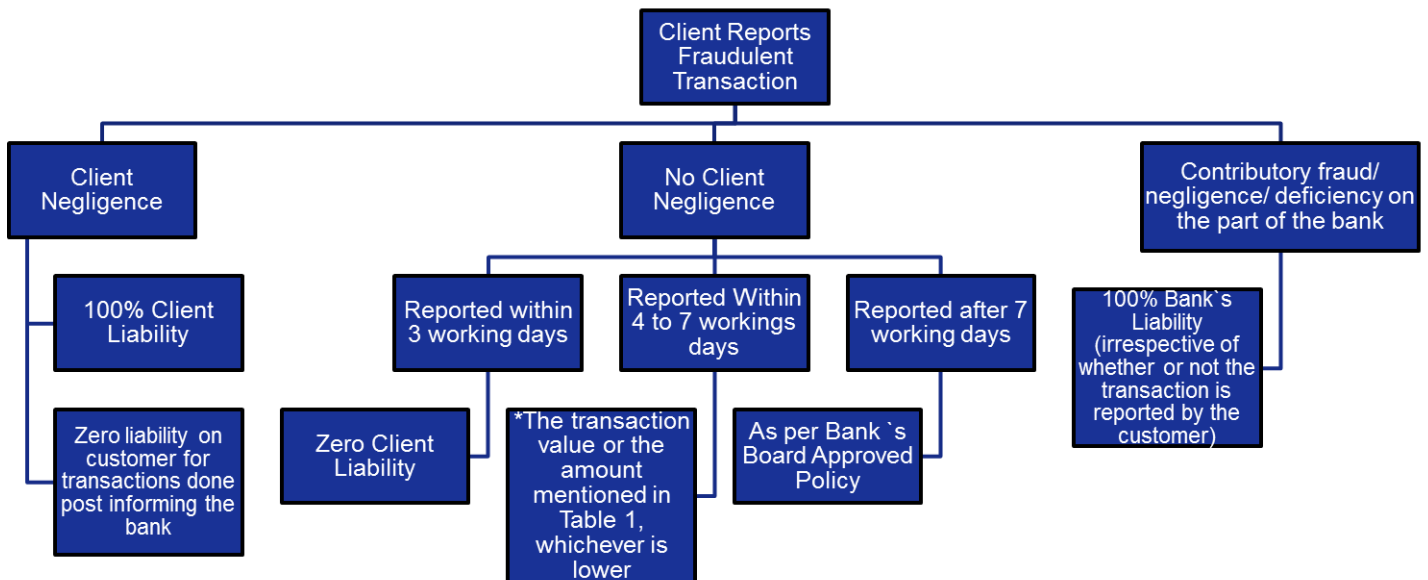 Client Reports
Fraudulent
Transaction
Client
Negligence
No Client
Negligence
Contributory fraud/
negligence/ deficiency on
the part of the bank
100% Client
Liability
Reported within
3 working days
Reported Within
4 to 7 workings
days
Reported after 7
working days
100% Bank`s
Liability
(irrespective of
whether or not the
transaction is
reported by the
customer)
Zero liability on
customer for
transactions done
post informing the
bank
Zero Client
Liability
*The transaction
value or the
amount
mentioned in
Table 1,
whichever is
lower
As per Bank `s
Board Approved
Policy